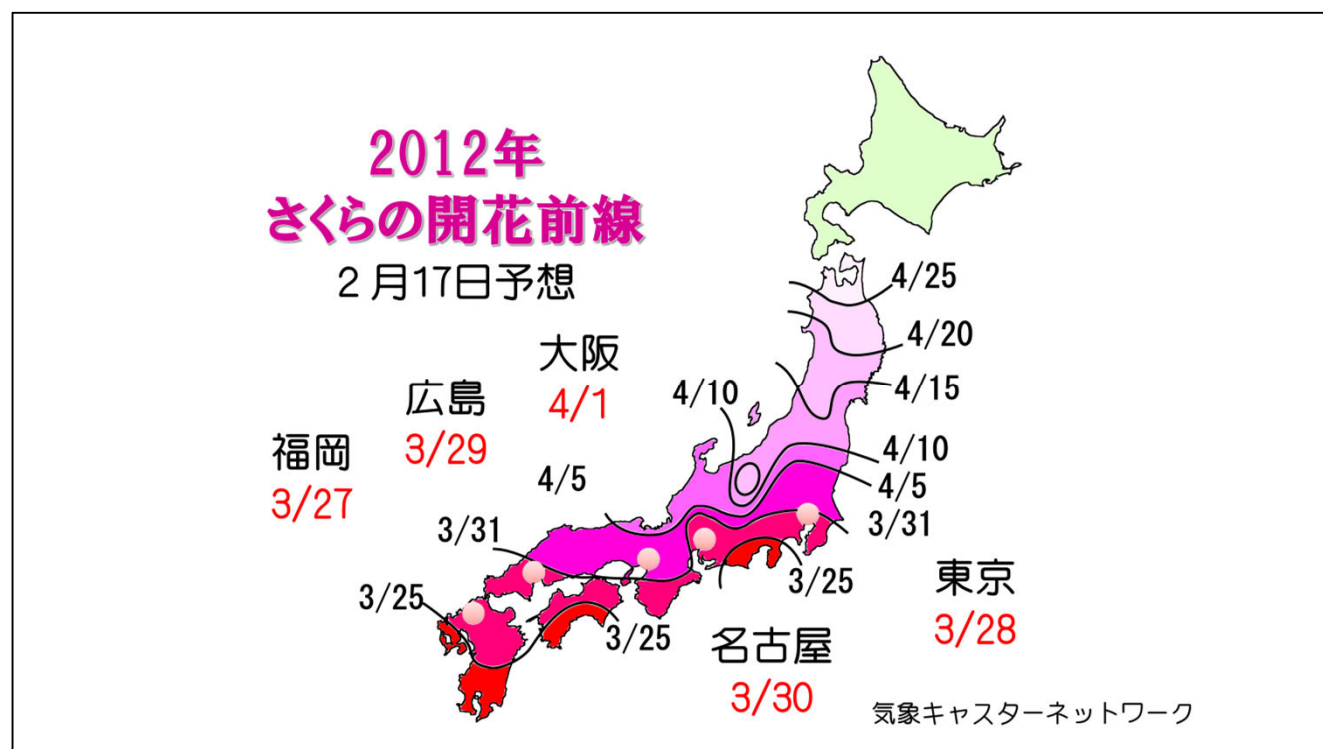 2012年
さくらの開花前線
2月17日予想
大阪
4/1
広島
3/29
福岡
3/27
4/25
4/20
4/15
4/10
4/10
4/5
4/5
3/31
3/31
3/25
3/25
3/25
東京
3/28
名古屋
3/30
気象キャスターネットワーク